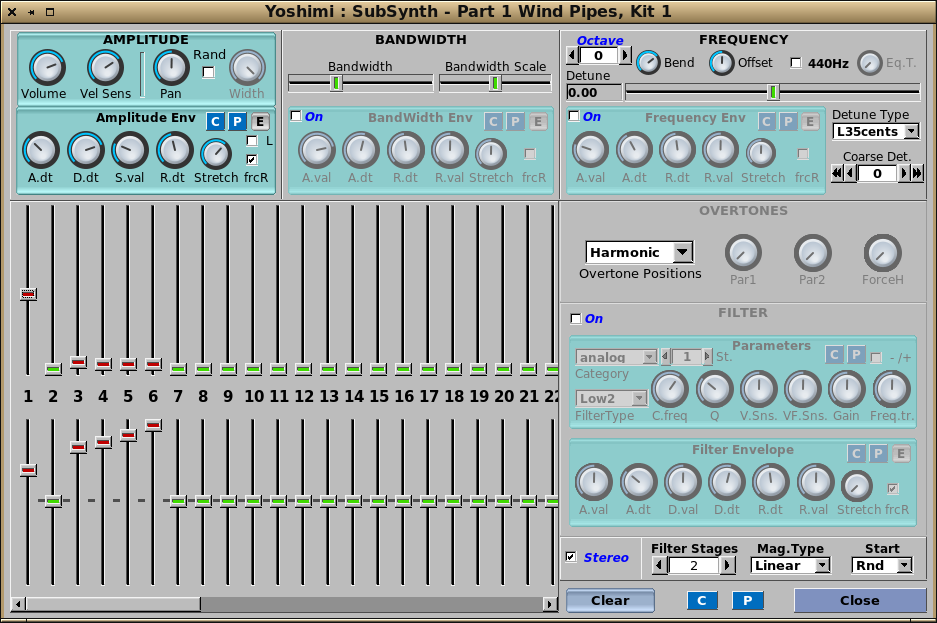 Yoshimi : SubSynth - Part 1 Wind Pipes, Kit 1
AMPLITUDE
Rand
Volume Vel Sens Pan Width
Amplitude Env C P E
L
A.dt D.dt S.val R.dt Stretch frcR
BANDWIDTH
Bandwidth Bandwidth Scale
On BandWidth Env C P E
A.val A.dt R.dt R.val Stretch frcR
FREQUENCY
Octave
0 Bend Offset 440Hz Eq.T.
Detune
0.00
On Frequency Env C P E
A.val A.dt R.dt R.val Stretch frcR
Detune Type
L35cents
Coarse Det.
0
1 2 3 4 5 6 7 8 9 10 11 12 13 14 15 16 17 18 19 20 21 22
OVERTONES
Harmonic
Overtone Positions Par1 Par2 ForceH
On FILTER
Parameters
analog 1 St. C P - /+
Category
Low2
FilterType C.freq Q V.Sns. VF.Sns. Gain Freq.tr.
Filter Envelope C P E
A.val A.dt D.val D.dt R.dt R.val Stretch frcR
Stereo
Filter Stages Mag.Type Start
2 Linear Rnd
Clear C P Close